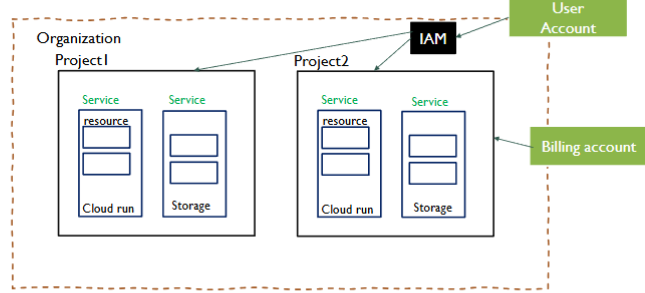 User
Account
Organization
IAM
Project1
Project2
Service
Service
Service
Service
resource
resource
Billing account
Cloud run
Storage
Cloud run
Storage